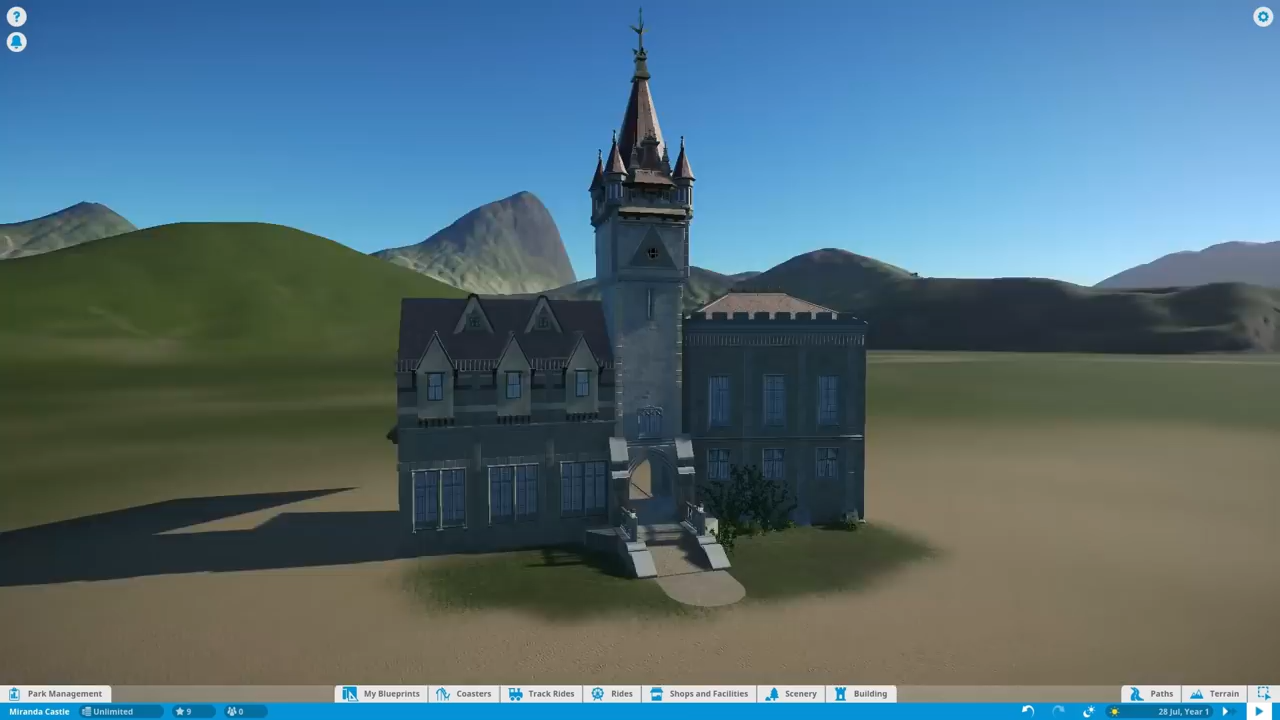 ?
Park Management
My Blueprints
Coasters
Track Rides
Rides
Shops and Facilities
Scenery
Building
Paths
Terrain
Miranda Castle
Unlimited
9
0
28 Jul, Year 1